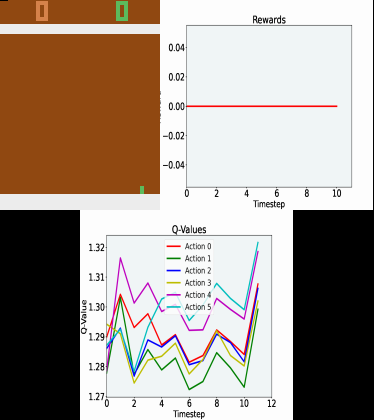 0 0
Rewards
0.04
0.02
0.00
−0.02
−0.04
0 2 4 6 8 10
Timestep
Q-Values
1.32
1.31
1.30
1.29
1.28
1.27
Q-Value
Action 0
Action 1
Action 2
Action 3
Action 4
Action 5
0 2 4 6 8 10 12
Timestep